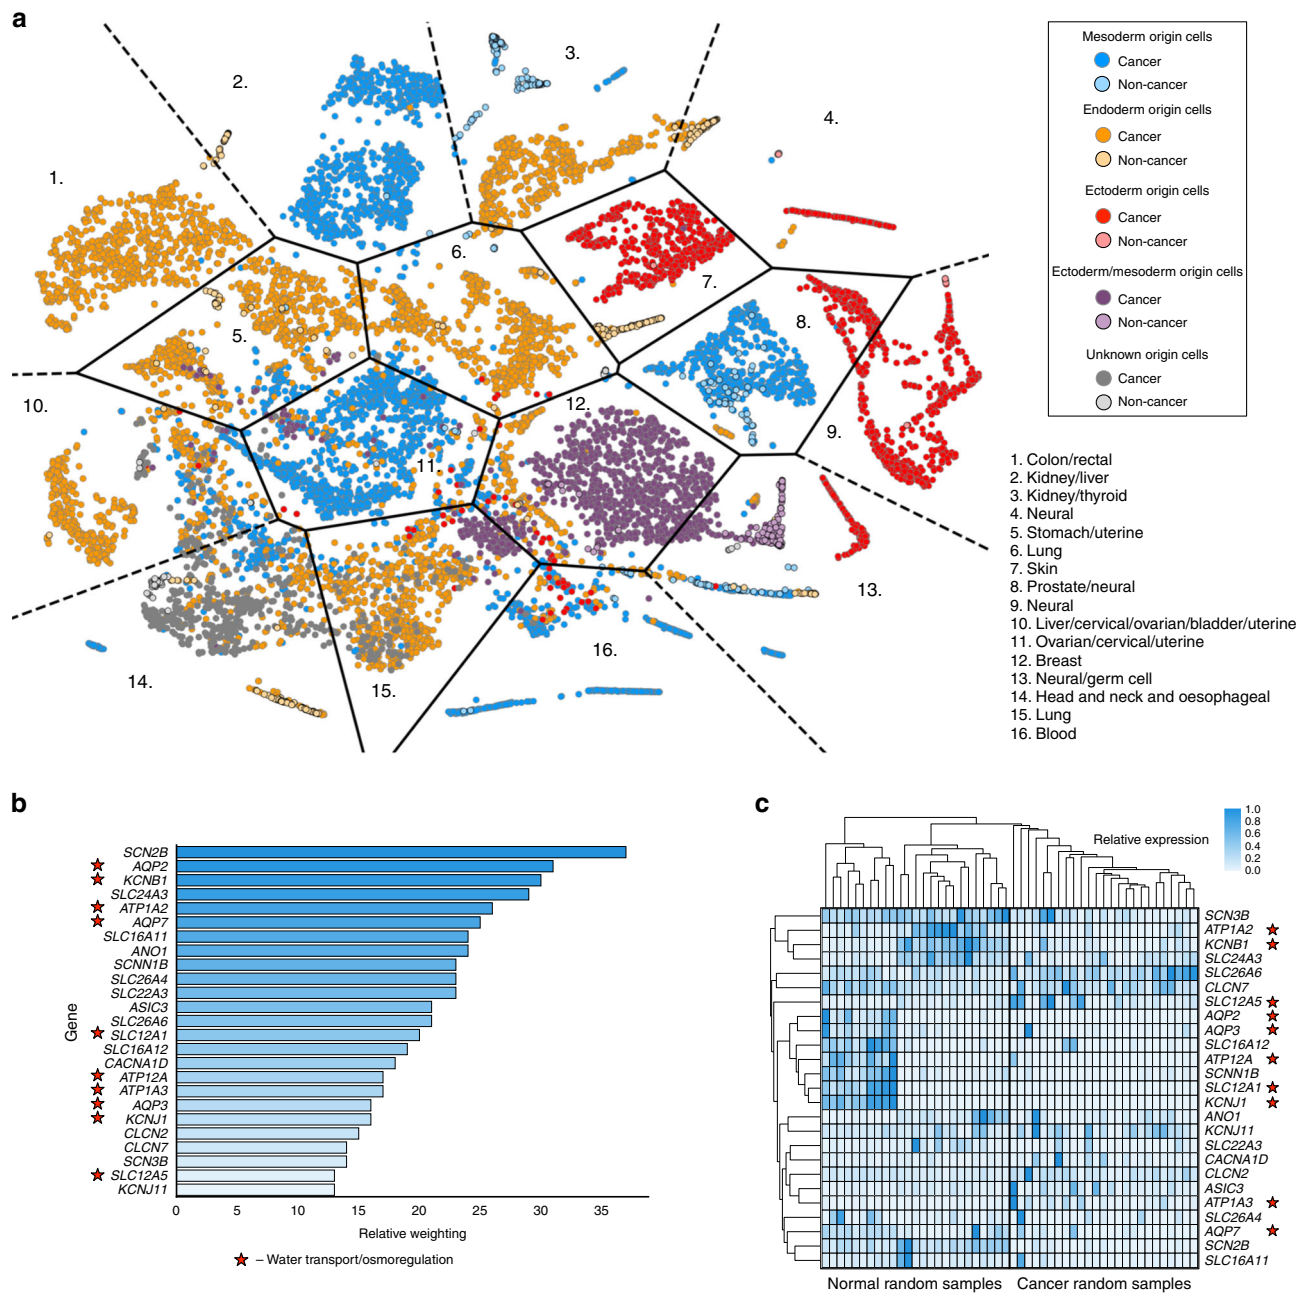 a
1.
2.
3.
4.
5.
6.
7.
8.
9.
10.
11.
12.
13.
14.
15.
16.
Mesoderm origin cells
Cancer
Non-cancer
Endoderm origin cells
Cancer
Non-cancer
Ectoderm origin cells
Cancer
Non-cancer
Ectoderm/mesoderm origin cells
Cancer
Non-cancer
Unknown origin cells
Cancer
Non-cancer
1. Colon/rectal
2. Kidney/liver
3. Kidney/thyroid
4. Neural
5. Stomach/uterine
6. Lung
7. Skin
8. Prostate/neural
9. Neural
10. Liver/cervical/ovarian/bladder/uterine
11. Ovarian/cervical/uterine
12. Breast
13. Neural/germ cell
14. Head and neck and oesophageal
15. Lung
16. Blood
b
Gene
SCN2B
AQP2
KCNB1
SLC24A3
ATP1A2
AQP7
SLC16A11
ANO1
SCNN1B
SLC26A4
SLC22A3
ASIC3
SLC26A6
SLC12A1
SLC16A12
CACNA1D
ATP12A
ATP1A3
AQP3
KCNJ1
CLCN2
CLCN7
SCN3B
SLC12A5
KCNJ11
0 5 10 15 20 25 30 35
Relative weighting
– Water transport/osmoregulation
c
Relative expression
1.0
0.8
0.6
0.4
0.2
0.0
SCN3B
ATP1A2
KCNB1
SLC24A3
SLC26A6
CLCN7
SLC12A5
AQP2
AQP3
SLC16A12
ATP12A
SCNN1B
SLC12A1
KCNJ1
ANO1
KCNJ11
SLC22A3
CACNA1D
CLCN2
ASIC3
ATP1A3
SLC26A4
AQP7
SCN2B
SLC16A11
Normal random samples Cancer random samples